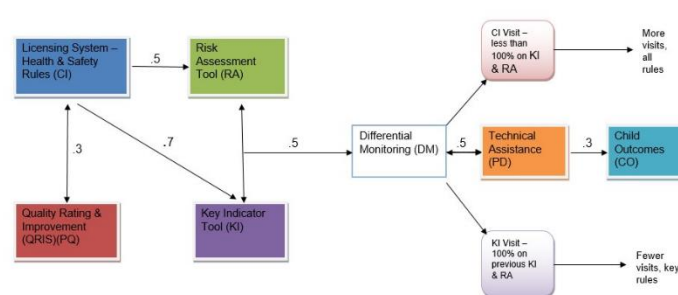 Licensing System –
Health & Safety
Rules (CI)
.5
Risk
Assessment
Tool (RA)
CI Visit –
less than
100% on KI
& RA
More
visits,
all
rules
.3
.7
.5
Differential
Monitoring (DM)
.5
Technical
Assistance
(PD)
.3
Child
Outcomes
(CO)
Quality Rating &
Improvement
(QRIS)(PQ)
Key Indicator
Tool (KI)
KI Visit –
100% on
previous KI
& RA
Fewer
visits, key
rules